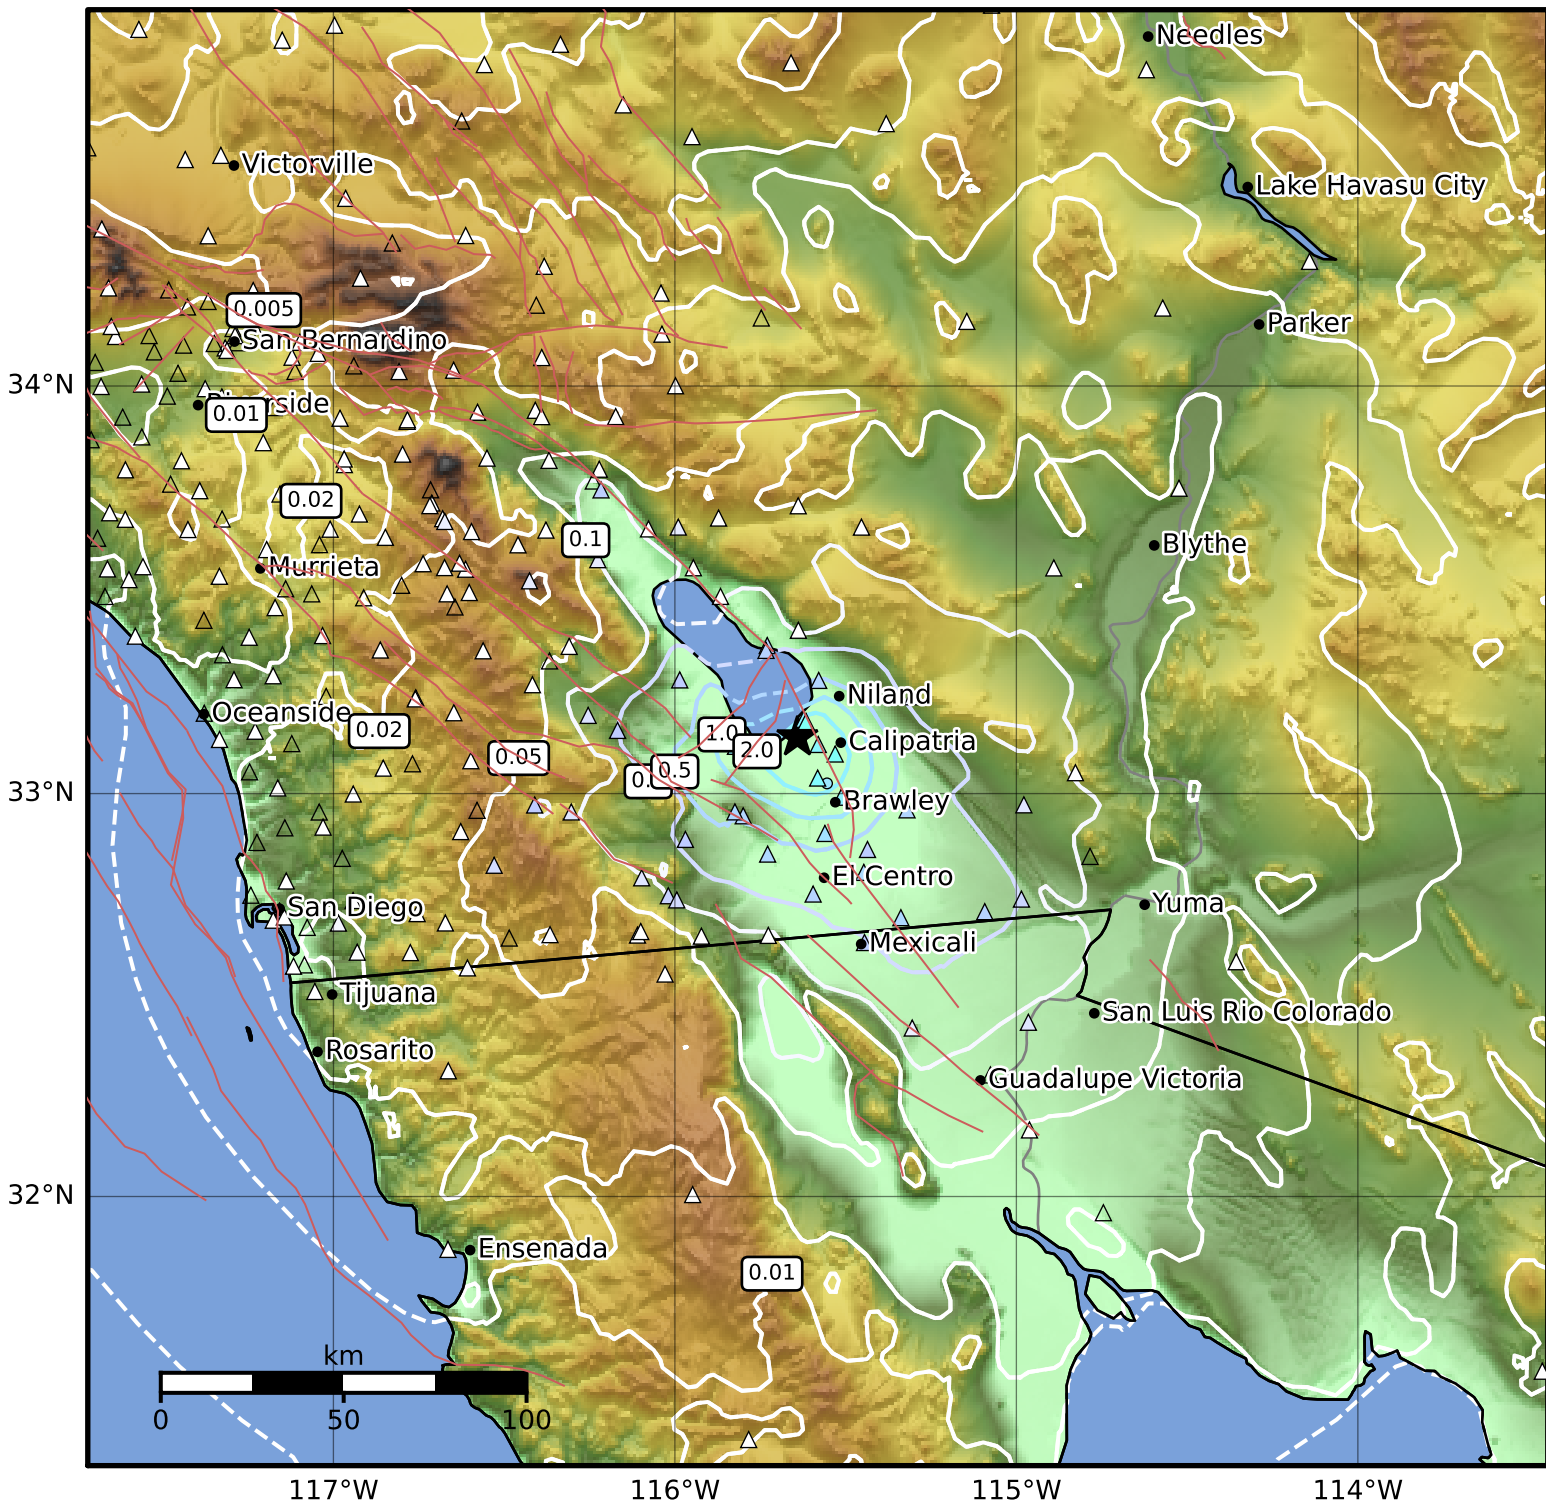 Needles
Victorville
Lake Havasu City
0.005
Parker
San Bernardino
34°N
0.01
0.02
0.1
Blythe
Murrieta
Niland
Oceanside
0.02
1.0
2.0
Calipatria
0.05
0.5
33°N
Brawley
El Centro
San Diego
Yuma
Mexicali
Tijuana
San Luis Rio Colorado
Rosarito
Guadalupe Victoria
32°N
Ensenada
0.01
km
0 50 100
117°W 116°W 115°W 114°W